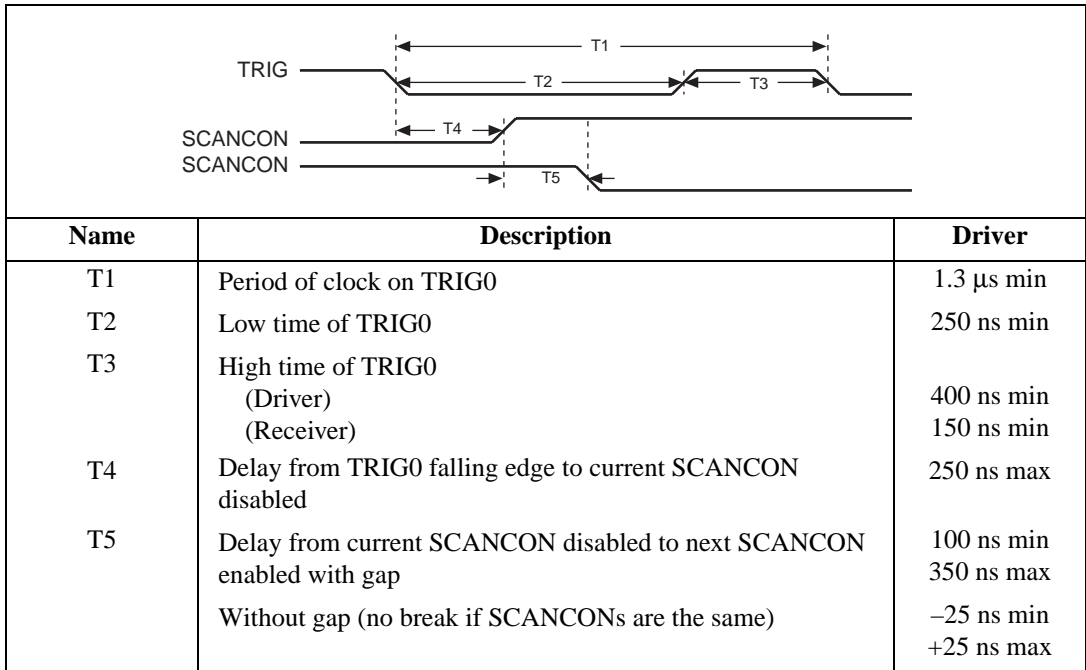 T1
TRIG
T2
T3
T4
SCANCON
SCANCON
T5
Name Description Driver
T1 Period of clock on TRIG0 1.3 μs min
T2 Low time of TRIG0 250 ns min
T3 High time of TRIG0
(Driver) 400 ns min
(Receiver) 150 ns min
T4 Delay from TRIG0 falling edge to current SCANCON 250 ns max
disabled
T5 Delay from current SCANCON disabled to next SCANCON 100 ns min
enabled with gap 350 ns max
Without gap (no break if SCANCONs are the same) –25 ns min
+25 ns max